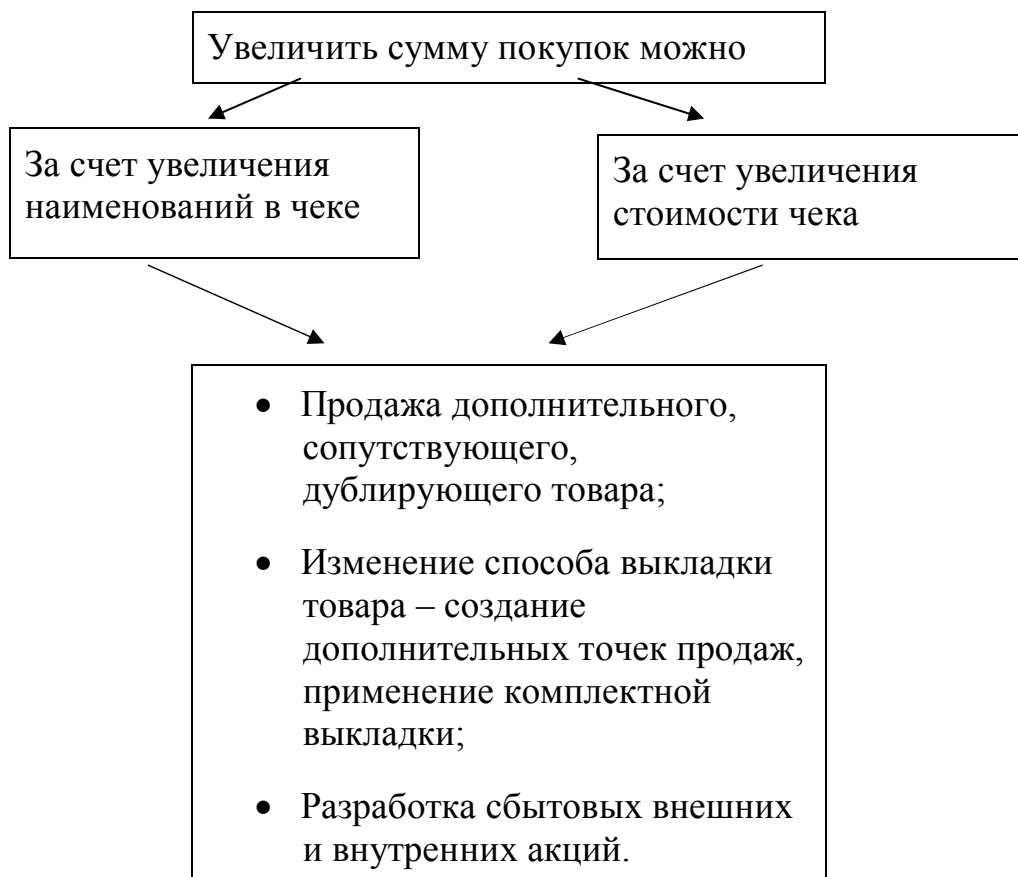 Увеличить сумму покупок можно
За счет увеличения
наименований в чеке
За счет увеличения
стоимости чека
• Продажа дополнительного,
сопутствующего,
дублирующего товара;
• Изменение способа выкладки
товара – создание
дополнительных точек продаж,
применение комплектной
выкладки;
• Разработка сбытовых внешних
и внутренних акций.